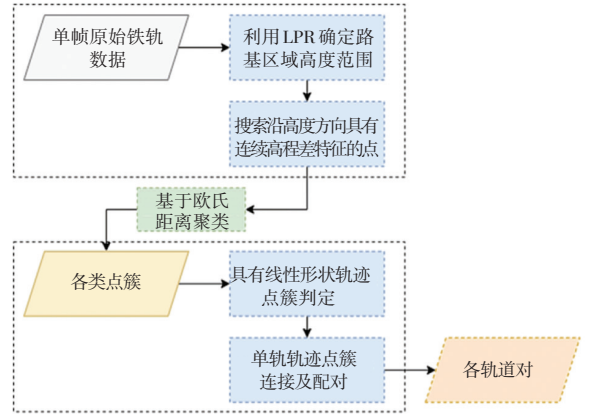 单帧原始铁轨
数据
利用LPR确定路
基区域高度范围
搜索沿高度方向具有
连续高程差特征的点
基于欧氏
距离聚类
各类点簇
具有线性形状轨迹
点簇判定
单轨轨迹点簇
连接及配对
各轨道对